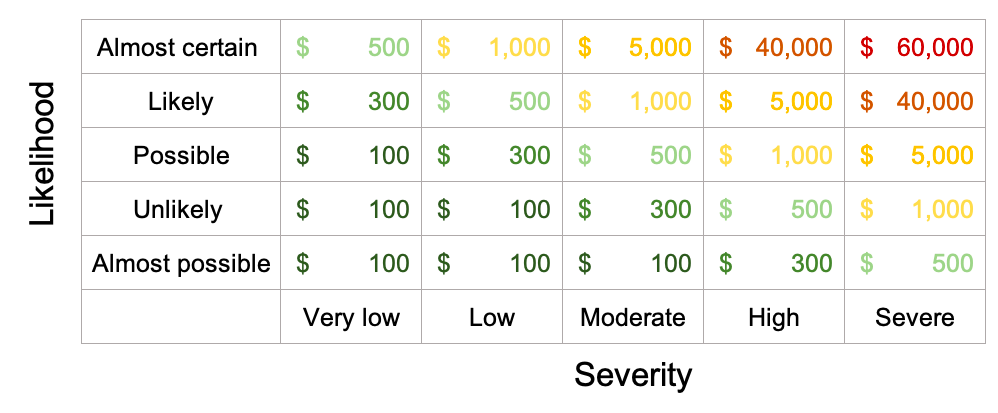 Likelihood
Almost certain $ 500 $ 1,000 $ 5,000 $ 40,000 $ 60,000
Likely $ 300 $ 500 $ 1,000 $ 5,000 $ 40,000
Possible $ 100 $ 300 $ 500 $ 1,000 $ 5,000
Unlikely $ 100 $ 100 $ 300 $ 500 $ 1,000
Almost possible $ 100 $ 100 $ 100 $ 300 $ 500
Very low Low Moderate High Severe
Severity